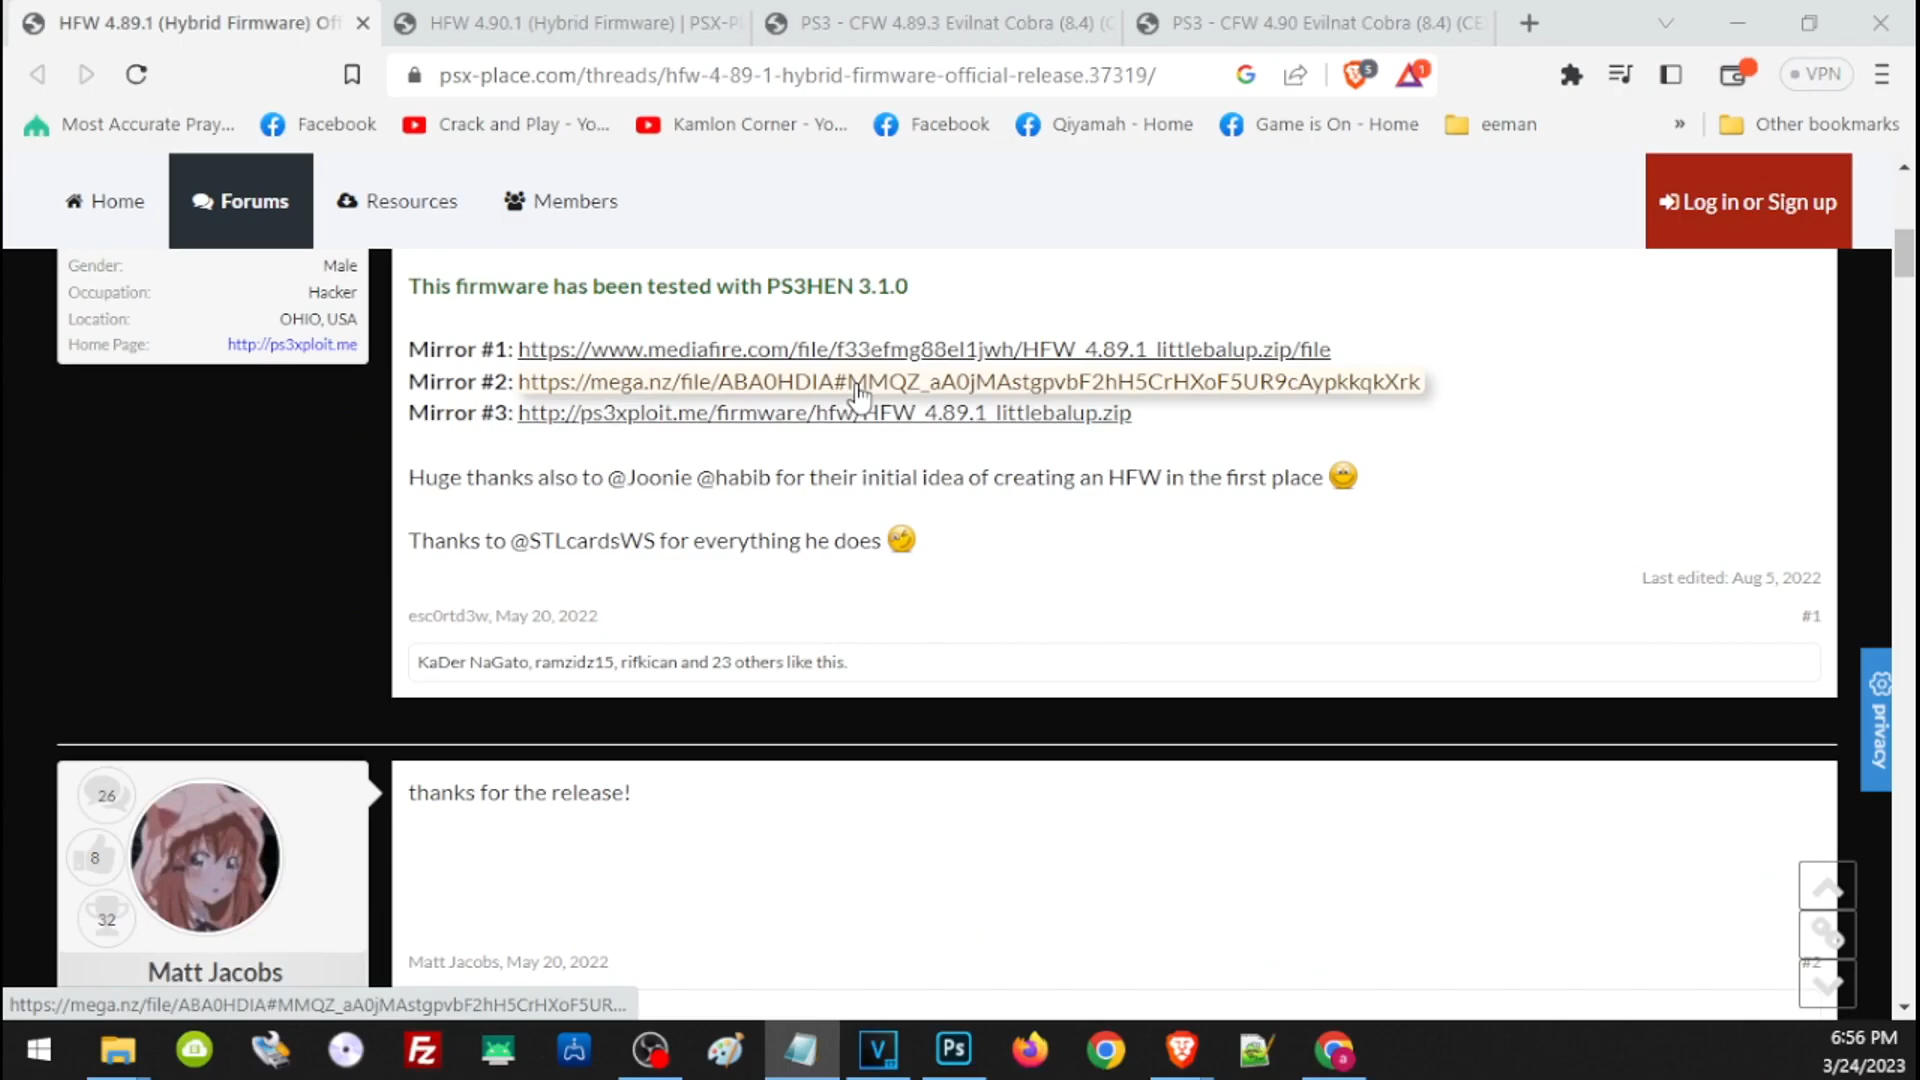 HFW 4.89.1 (Hybrid Firmware) Off
HFW 4.90.1 (Hybrid Firmware) | PSX-Pl
PS3 - CFW 4.89.3 Evilnat Cobra (8.4) (C
PS3 - CFW 4.90 Evilnat Cobra (8.4) (CE
psx-place.com/threads/hfw-4-89-1-hybrid-firmware-official-release.37319/
5
1
VPN
Most Accurate Pray...
Facebook
Crack and Play - Yo...
Kamlon Corner - Yo...
Facebook
Qiyamah - Home
Game is On - Home
eeman
»
Other bookmarks
Home
Forums
Resources
Members
Log in or Sign up
Gender: Male
Occupation: Hacker
Location: OHIO, USA
Home Page: http://ps3xploit.me
This firmware has been tested with PS3HEN 3.1.0
Mirror #1: https://www.mediafire.com/file/f33efmg88el1jwh/HFW_4.89.1_littlebalup.zip/file
Mirror #2: https://mega.nz/file/ABA0HDIA#MMQZ_aA0jMAstgpvbF2hH5CrHXoF5UR9cAypkkqkXrk
Mirror #3: http://ps3xploit.me/firmware/hfw/HFW_4.89.1_littlebalup.zip
Huge thanks also to @Joonie @habib for their initial idea of creating an HFW in the first place
Thanks to @STLcardsWS for everything he does
Last edited: Aug 5, 2022
esc0rtd3w, May 20, 2022
#1
KaDer NaGato, ramzidz15, rifkican and 23 others like this.
privacy
26
8
32
Matt Jacobs
thanks for the release!
Matt Jacobs, May 20, 2022
#2
https://mega.nz/file/ABA0HDIA#MMQZ_aA0jMAstgpvbF2hH5CrHXoF5UR...
Fz
V
Ps
a
6:56 PM
3/24/2023